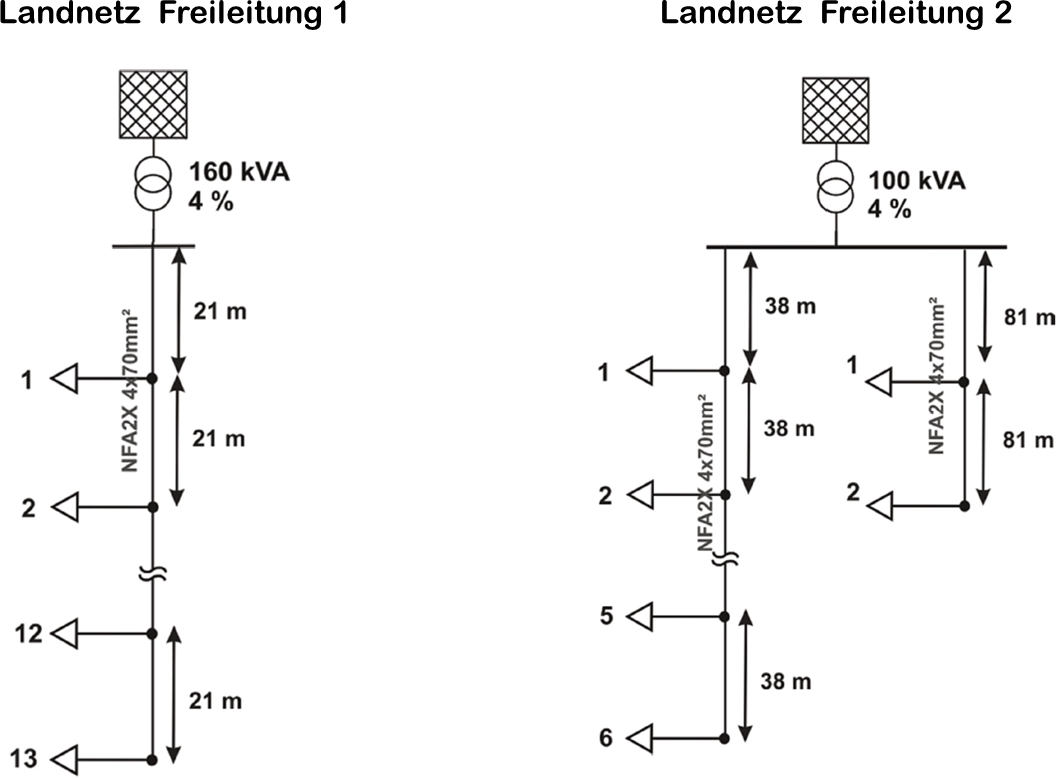 Landnetz Freileitung 1
160 kVA
4 %
21 m
NFA2X 4x70mm²
1
21 m
2
12
21 m
13
Landnetz Freileitung 2
100 kVA
4 %
38 m
1
38 m
NFA2X 4x70mm²
2
5
38 m
6
81 m
1
NFA2X 4x70mm²
81 m
2